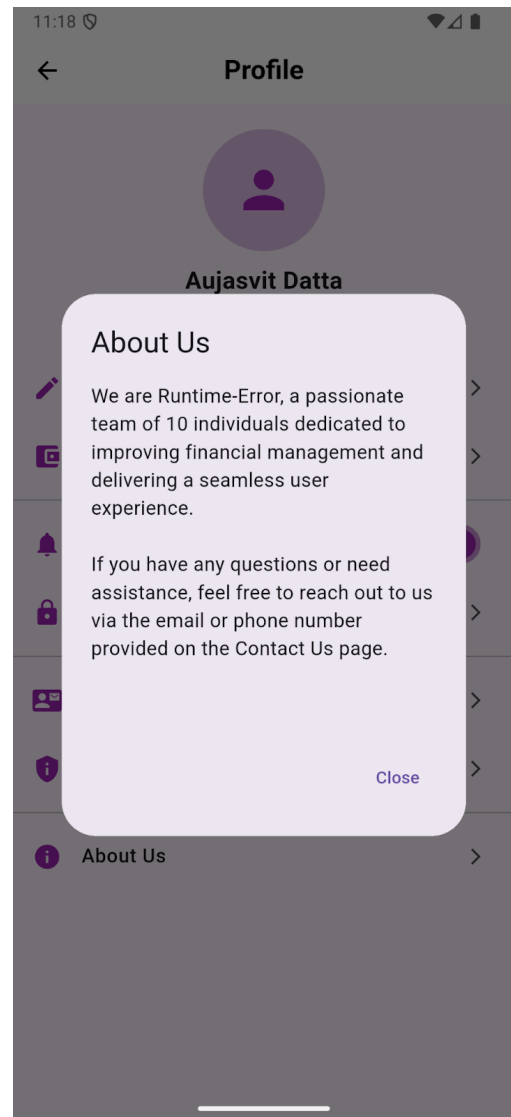 11:18
Profile
Aujasvit Datta
About Us
We are Runtime-Error, a passionate
team of 10 individuals dedicated to
improving financial management and
delivering a seamless user
experience.
If you have any questions or need
assistance, feel free to reach out to us
via the email or phone number
provided on the Contact Us page.
Close
About Us